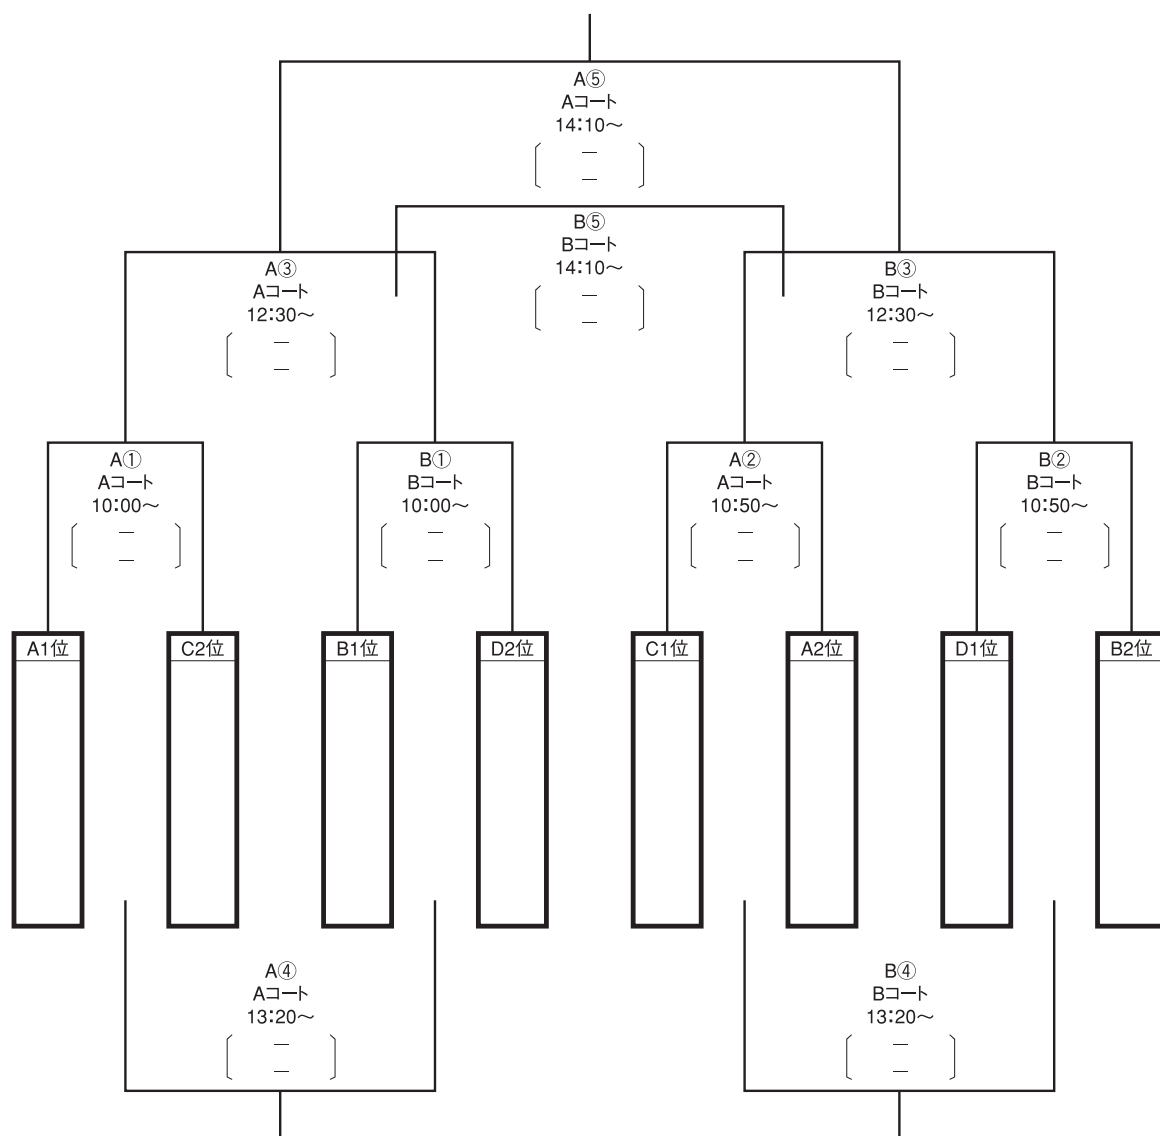 A⑤
Aコート
14:10〜
B⑤
Bコート
14:10〜
A③
Aコート
12:30〜
B③
Bコート
12:30〜
A①
Aコート
10:00〜
B①
Bコート
10:00〜
A②
Aコート
10:50〜
B②
Bコート
10:50〜
A1位
C2位
B1位
D2位
C1位
A2位
D1位
B2位
A④
Aコート
13:20〜
B④
Bコート
13:20〜